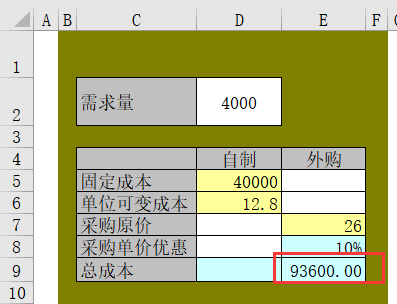 A B C D E F
1
2 需求量 4000
3
4 自制 外购
5 固定成本 40000
6 单位可变成本 12.8
7 采购原价 26
8 采购单价优惠 10%
9 总成本 93600.00
10